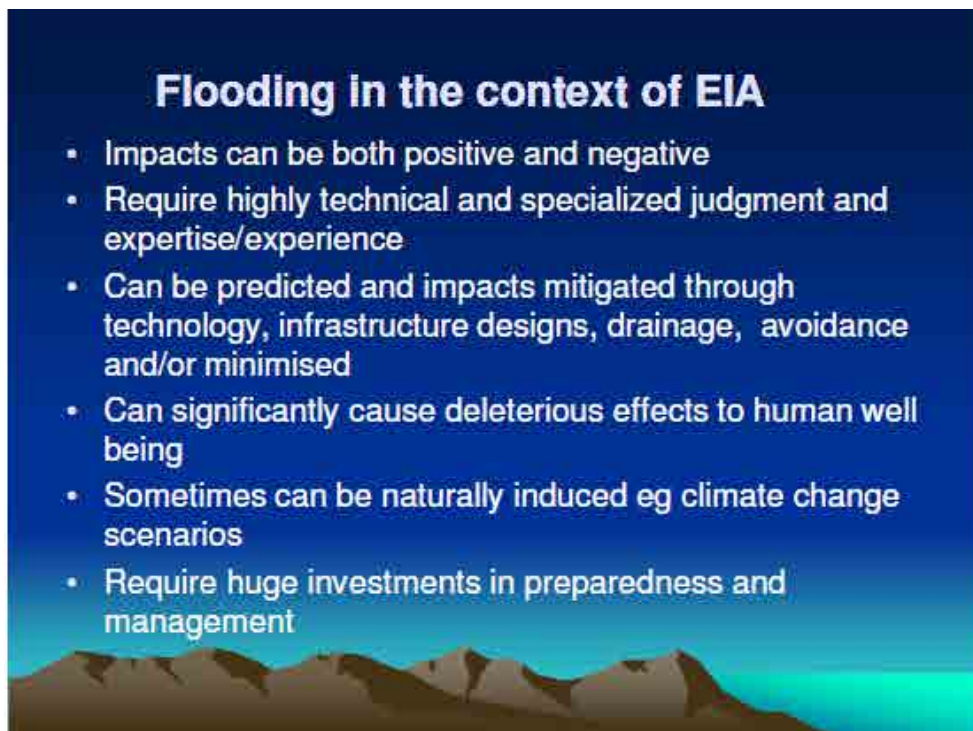 Flooding in the context of EIA
• Impacts can be both positive and negative
• Require highly technical and specialized judgment and
expertise/experience
• Can be predicted and impacts mitigated through
technology, infrastructure designs, drainage, avoidance
and/or minimised
• Can significantly cause deleterious effects to human well
being
• Sometimes can be naturally induced eg climate change
scenarios
• Require huge investments in preparedness and
management